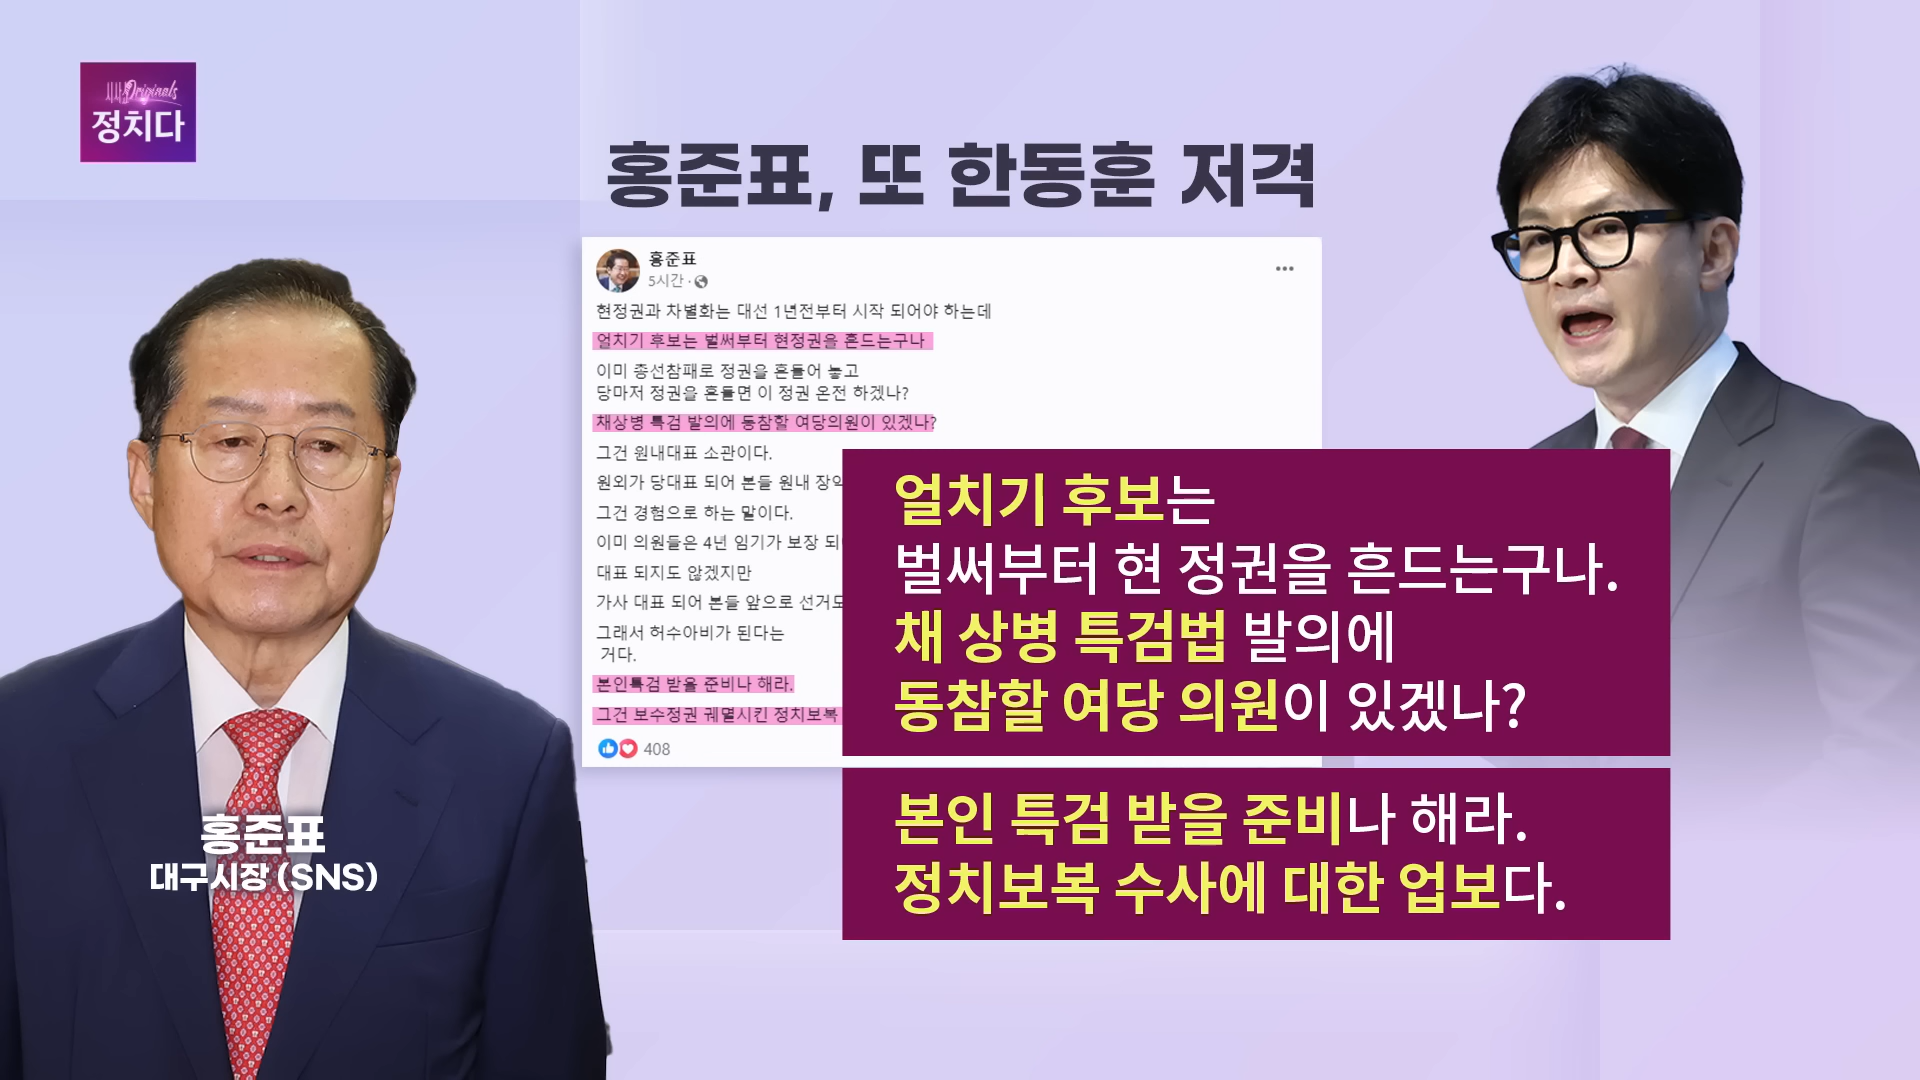 시사쇼 Originals
정치다
홍준표, 또 한동훈 저격
홍준표
5시간 ·
현정권과 차별화는 대선 1년전부터 시작 되어야 하는데
얼치기 후보는 벌써부터 현정권을 흔드는구나
이미 총선참패로 정권을 흔들어 놓고
당마저 정권을 흔들면 이 정권 온전 하겠나?
채상병 특검 발의에 동참할 여당의원이 있겠나?
그건 원내대표 소관이다.
원외가 당대표 되어 본들 원내 장악
그건 경험으로 하는 말이다.
이미 의원들은 4년 임기가 보장 되
대표 되지도 않겠지만
가사 대표 되어 본들 앞으로 선거도
그래서 허수아비가 된다는
거다.
본인특검 받을 준비나 해라.
그건 보수정권 궤멸시킨 정치보복
408
얼치기 후보는
벌써부터 현 정권을 흔드는구나.
채 상병 특검법 발의에
동참할 여당 의원이 있겠나?
본인 특검 받을 준비나 해라.
정치보복 수사에 대한 업보다.
홍준표
대구시장 (SNS)